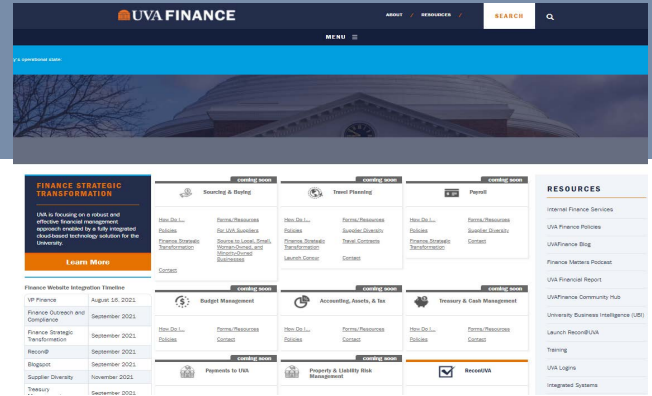 UVA FINANCE
ABOUT / RESOURCES /
SEARCH
MENU
y's operational state.
FINANCE STRATEGIC
TRANSFORMATION
UVA is focusing on a robust and
effective financial management
approach enabled by a fully integrated
cloud-based technology solution for the
University.
Learn More
Finance Website Integration Timeline
VP Finance August 16, 2021
Finance Outreach and
Compliance September 2021
Finance Strategic
Transformation September 2021
Recon@ September 2021
Blogspot September 2021
Supplier Diversity November 2021
Treasury
September 2021
coming soon
Sourcing & Buying
How Do I... Forms/Resources
Policies For UVA Suppliers
Finance Strategic
Transformation
Source to Local, Small,
Woman-Owned, and
Minority-Owned
Businesses
Contact
coming soon
Travel Planning
How Do I... Forms/Resources
Policies Supplier Diversity
Finance Strategic
Transformation
Travel Contracts
Launch Concur Contact
coming soon
Payroll
How Do I... Forms/Resources
Policies Supplier Diversity
Finance Strategic
Transformation
Contact
coming soon
Budget Management
How Do I... Forms/Resources
Policies Contact
coming soon
Accounting, Assets, & Tax
How Do I... Forms/Resources
Policies Contact
coming soon
Treasury & Cash Management
How Do I... Forms/Resources
Policies Contact
coming soon
Payments to UVA
coming soon
Property & Liability Risk
Management
ReconUVA
RESOURCES
Internal Finance Services
UVA Finance Policies
UVAFinance Blog
Finance Matters Podcast
UVA Financial Report
UVAFinance Community Hub
University Business Intelligence (UBI)
Launch Recon@UVA
Training
UVA Logins
Integrated Systems